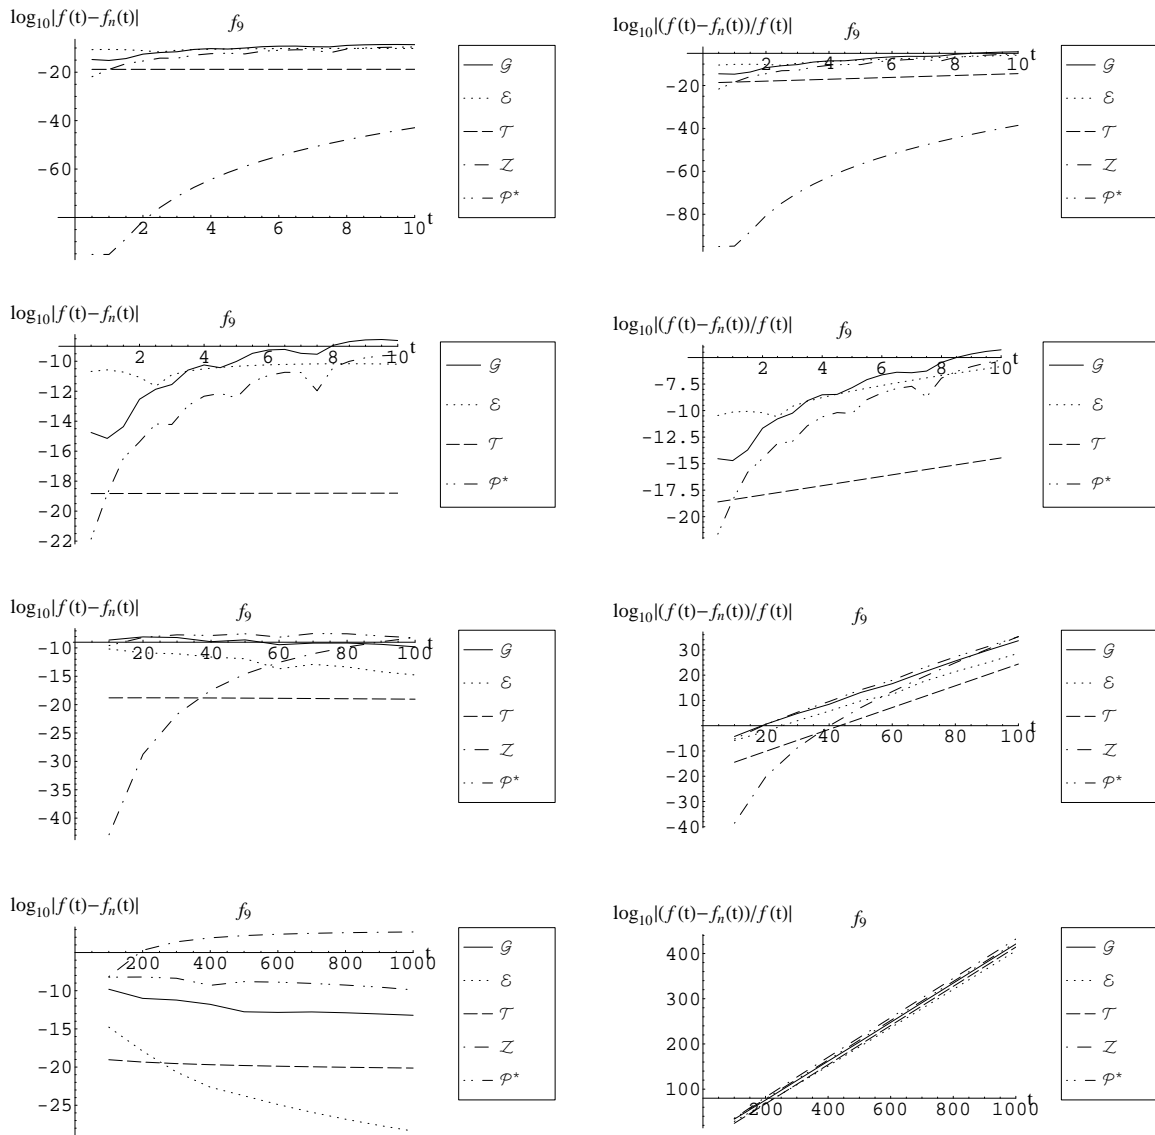 log₁₀|f(t)−fₙ(t)|
f₉
-20
-60
2 4 6 8 10
t
𝒢
ℰ
𝒯
𝒵
𝒫*
log₁₀|(f(t)−fₙ(t))/f(t)|
f₉
-20
-40
-60
-80
2 4 6 8 10
t
𝒢
ℰ
𝒯
𝒵
𝒫*
log₁₀|f(t)−fₙ(t)|
f₉
-10
-12
-14
-16
-18
-20
-22
2 4 6 8 10
t
𝒢
ℰ
𝒯
𝒫*
log₁₀|(f(t)−fₙ(t))/f(t)|
f₉
-7.5
-10
-12.5
-15
-17.5
-20
2 4 6 8 10
t
𝒢
ℰ
𝒯
𝒫*
log₁₀|f(t)−fₙ(t)|
f₉
-10
-15
-20
-25
-30
-35
-40
20 40 60 80 100
t
𝒢
ℰ
𝒯
𝒵
𝒫*
log₁₀|(f(t)−fₙ(t))/f(t)|
f₉
30
20
10
-10
-20
-30
-40
20 40 60 80 100
t
𝒢
ℰ
𝒯
𝒵
𝒫*
log₁₀|f(t)−fₙ(t)|
f₉
-10
-15
-20
-25
200 400 600 800 1000
t
𝒢
ℰ
𝒯
𝒵
𝒫*
log₁₀|(f(t)−fₙ(t))/f(t)|
f₉
400
300
200
100
200 400 600 800 1000
t
𝒢
ℰ
𝒯
𝒵
𝒫*